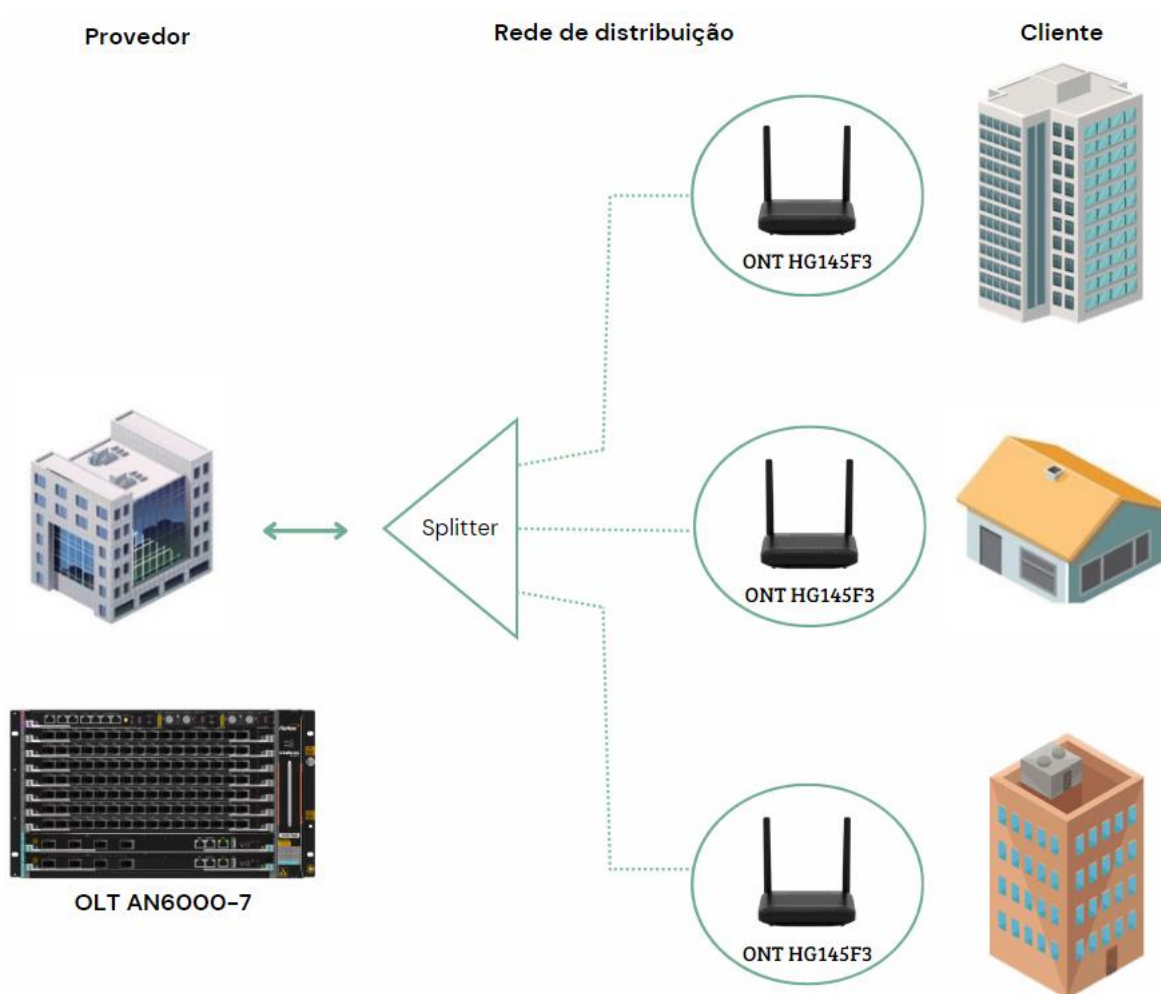 Provedor
Rede de distribuição
Cliente
ONT HG145F3
Splitter
ONT HG145F3
OLT AN6000-7
ONT HG145F3